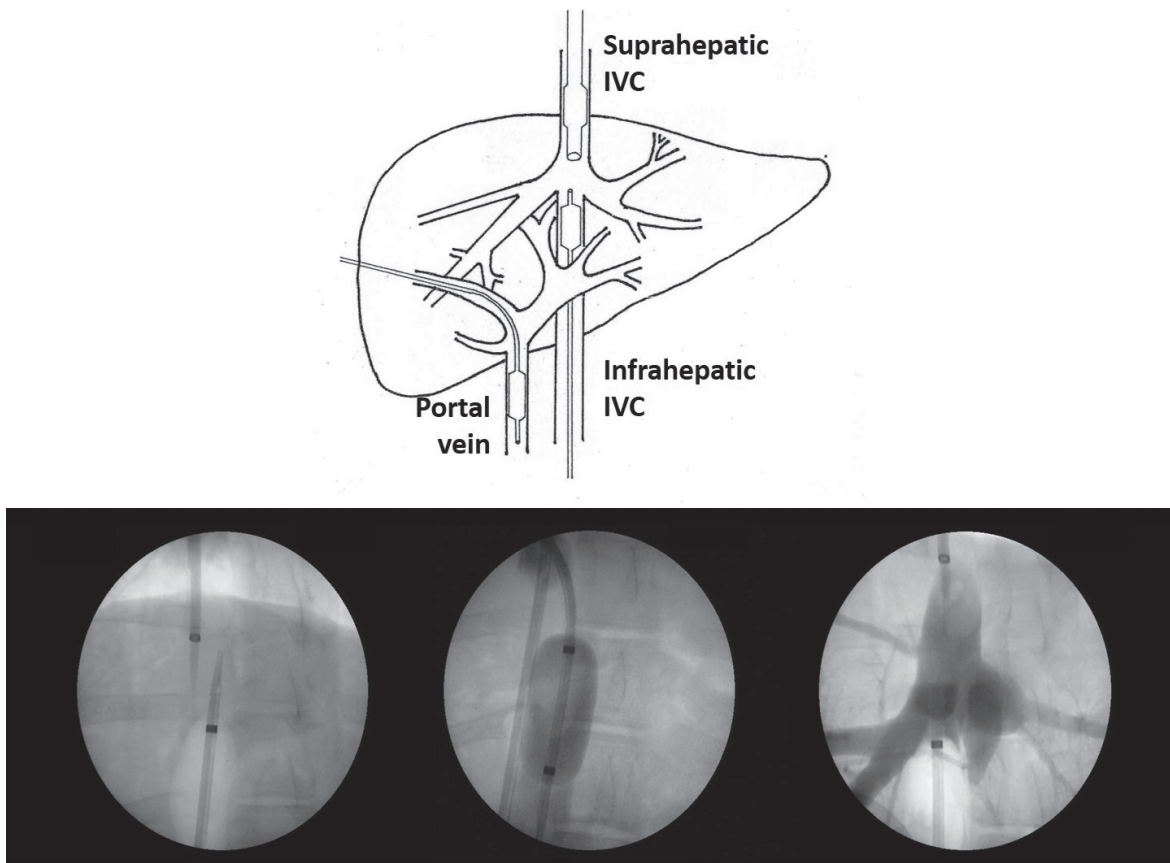 Suprahepatic
IVC
Infrahepatic
IVC
Portal
vein